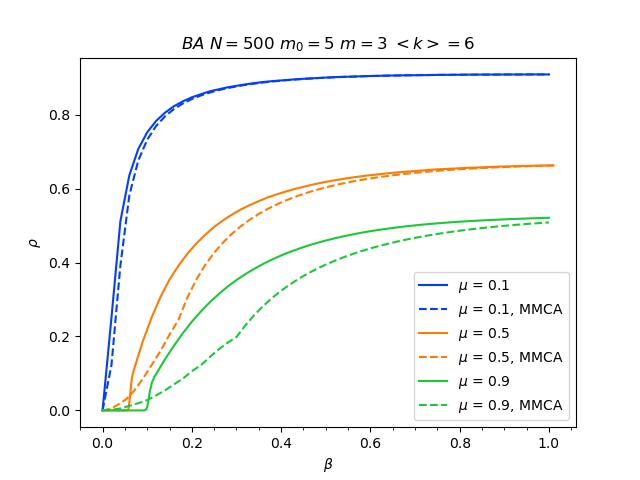 BA N = 500 m₀ = 5 m = 3 < k > = 6
ρ
0.8
0.6
0.4
0.2
0.0
μ = 0.1
μ = 0.1, MMCA
μ = 0.5
μ = 0.5, MMCA
μ = 0.9
μ = 0.9, MMCA
0.0 0.2 0.4 0.6 0.8 1.0
β